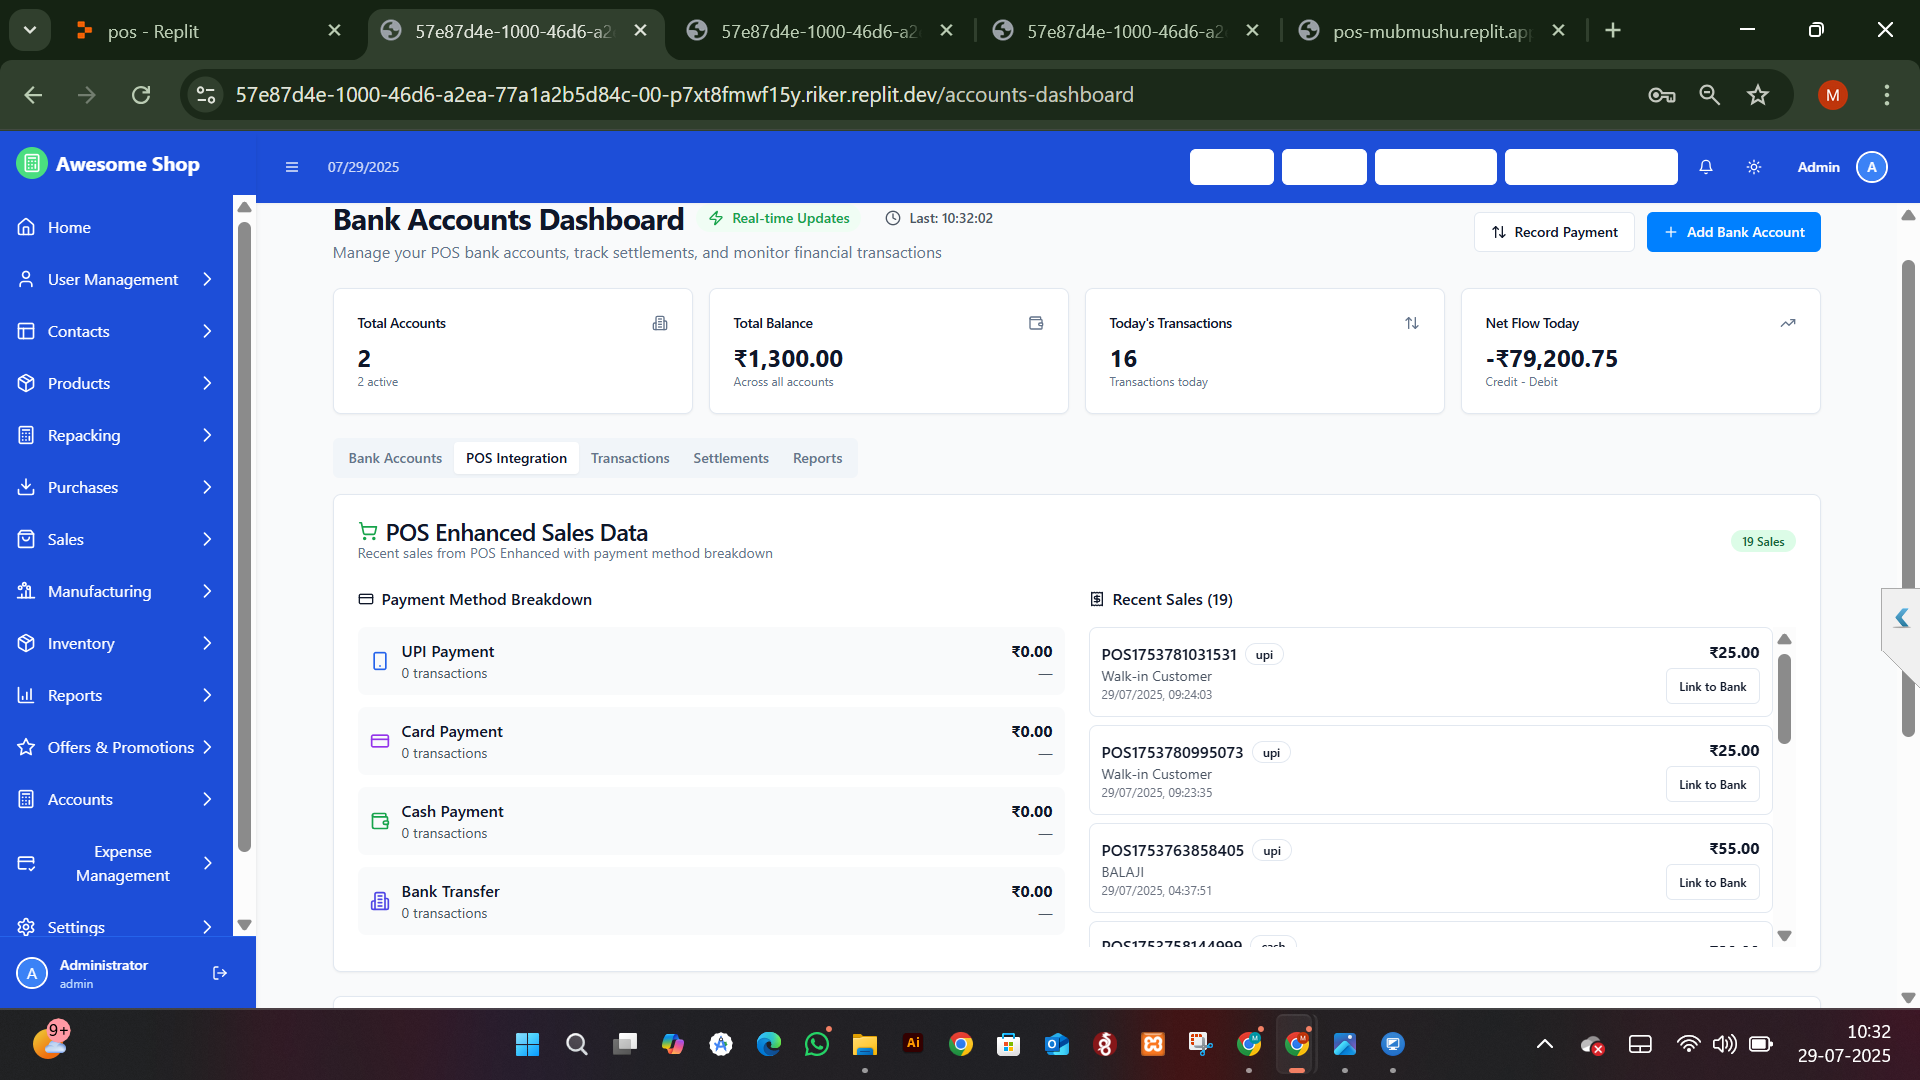 pos - Replit
57e87d4e-1000-46d6-a2
57e87d4e-1000-46d6-a2
57e87d4e-1000-46d6-a2
pos-mubmushu.replit.app
57e87d4e-1000-46d6-a2ea-77a1a2b5d84c-00-p7xt8fmwf15y.riker.replit.dev/accounts-dashboard
M
Awesome Shop
07/29/2025
Admin
A
Home
User Management
Contacts
Products
Repacking
Purchases
Sales
Manufacturing
Inventory
Reports
Offers & Promotions
Accounts
Expense
Management
Settings
A
Administrator
admin
Bank Accounts Dashboard
Real-time Updates
Last: 10:32:02
Manage your POS bank accounts, track settlements, and monitor financial transactions
Record Payment
Add Bank Account
Total Accounts
2
2 active
Total Balance
₹1,300.00
Across all accounts
Today's Transactions
16
Transactions today
Net Flow Today
-₹79,200.75
Credit - Debit
Bank Accounts
POS Integration
Transactions
Settlements
Reports
POS Enhanced Sales Data
Recent sales from POS Enhanced with payment method breakdown
19 Sales
Payment Method Breakdown
UPI Payment
0 transactions
₹0.00
—
Card Payment
0 transactions
₹0.00
—
Cash Payment
0 transactions
₹0.00
—
Bank Transfer
0 transactions
₹0.00
—
Recent Sales (19)
POS1753781031531 upi
Walk-in Customer
29/07/2025, 09:24:03
₹25.00
Link to Bank
POS1753780995073 upi
Walk-in Customer
29/07/2025, 09:23:35
₹25.00
Link to Bank
POS1753763858405 upi
BALAJI
29/07/2025, 04:37:51
₹55.00
Link to Bank
POS1753758144999 cash
9+
Ai
10:32
29-07-2025